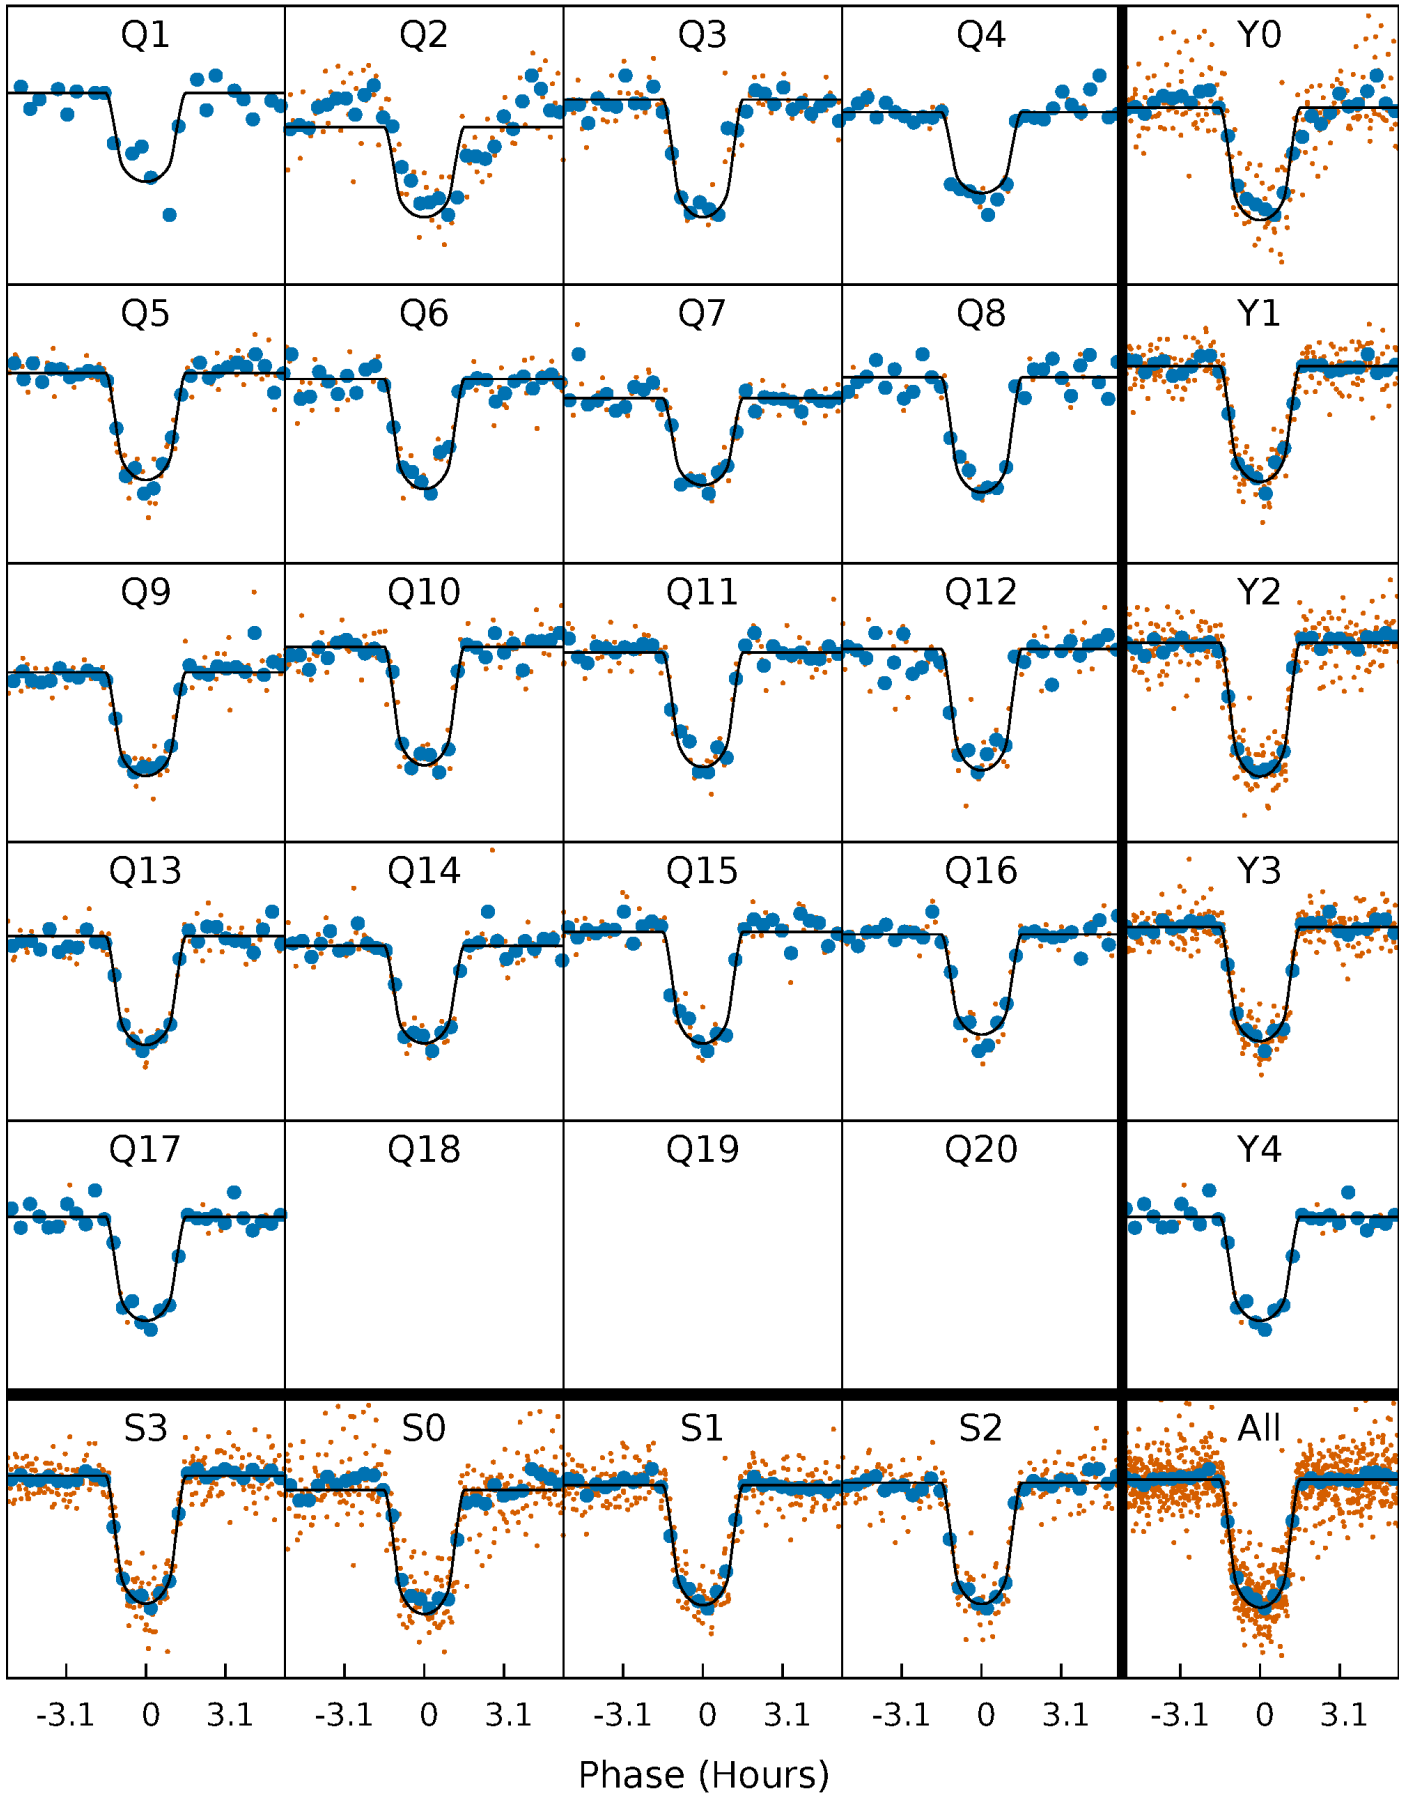 Q1 Q2 Q3 Q4 Y0
Q5 Q6 Q7 Q8 Y1
Q9 Q10 Q11 Q12 Y2
Q13 Q14 Q15 Q16 Y3
Q17 Q18 Q19 Q20 Y4
S3 S0 S1 S2 All
-3.1 0 3.1 -3.1 0 3.1 -3.1 0 3.1 -3.1 0 3.1 -3.1 0 3.1
Phase (Hours)